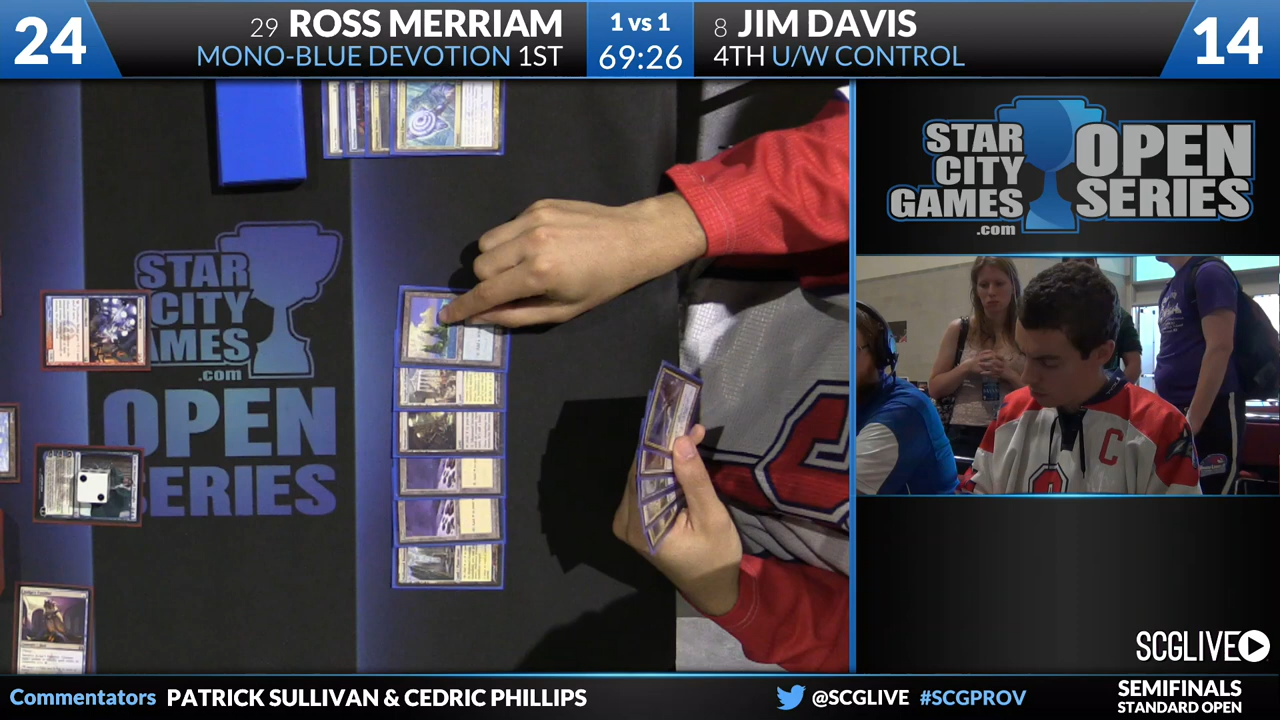 24
29 ROSS MERRIAM
MONO-BLUE DEVOTION 1ST
1 vs 1
69:26
8 JIM DAVIS
4TH U/W CONTROL
14
STAR
CITY
GAMES
.com
OPEN
SERIES
STAR
CITY
GAMES
.com
OPEN
SERIES
C
SCGLIVE
Commentators PATRICK SULLIVAN & CEDRIC PHILLIPS
@SCGLIVE #SCGPROV
SEMIFINALS
STANDARD OPEN